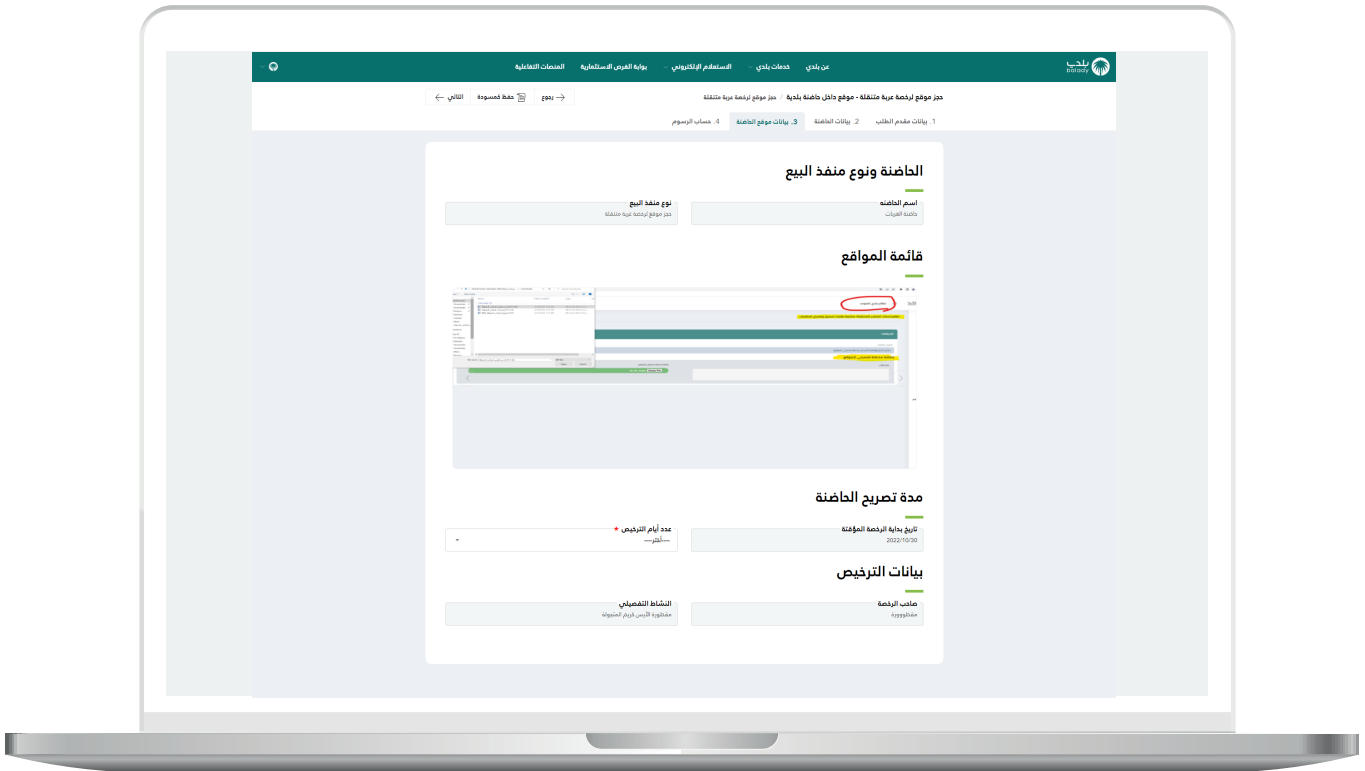 بلدي
balady
عن بلدي
خدمات بلدي
الاستعلام الإلكتروني
بوابة الفرص الاستثمارية
المنصات التفاعلية
حجز موقع لرخصة عربة متنقلة - موقع داخل حاضنة بلدية / حجز موقع لرخصة عربة متنقلة
رجوع
حفظ كمسودة
التالي
1. بيانات مقدم الطلب
2. بيانات الحاضنة
3. بيانات موقع الحاضنة
4. حساب الرسوم
الحاضنة ونوع منفذ البيع
اسم الحاضنه
حاضنة العربات
نوع منفذ البيع
حجز موقع لرخصة عربة متنقلة
قائمة المواقع
مدة تصريح الحاضنة
تاريخ بداية الرخصة المؤقتة
2022/10/30
عدد أيام الترخيص *
----أختر----
بيانات الترخيص
صاحب الرخصة
مقطوووورة
النشاط التفصيلي
مقطورة الأيس كريم المتجولة